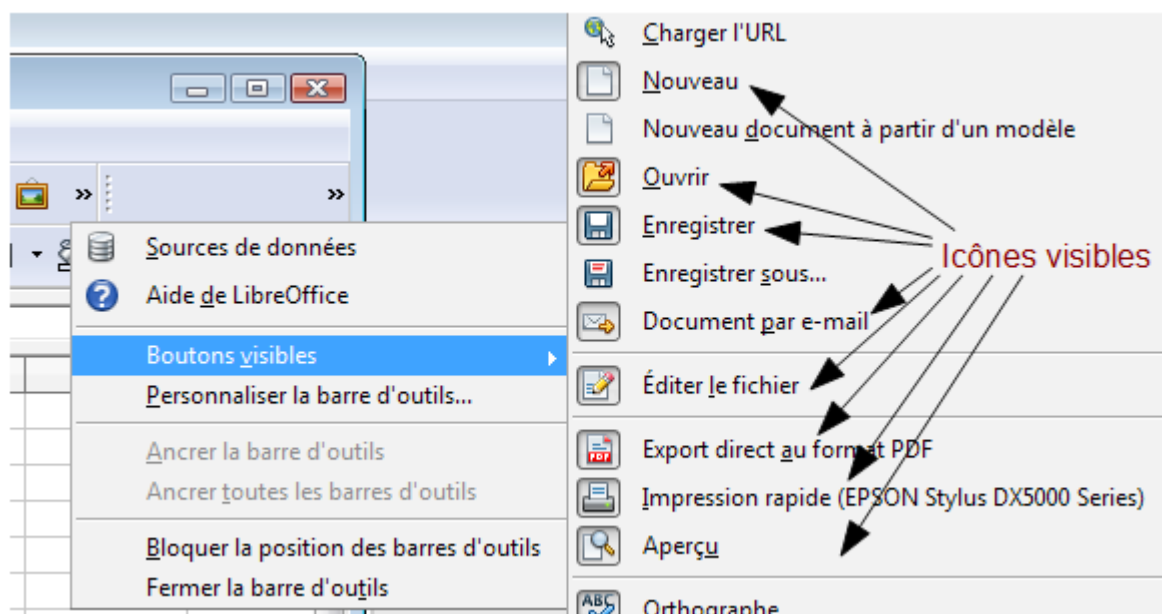 Charger l'URL
Nouveau
Nouveau document à partir d'un modèle
Ouvrir
Enregistrer
Enregistrer sous...
Document par e-mail
Éditer le fichier
Export direct au format PDF
Impression rapide (EPSON Stylus DX5000 Series)
Aperçu
Orthographe
Icônes visibles
Sources de données
Aide de LibreOffice
Boutons visibles
Personnaliser la barre d'outils...
Ancrer la barre d'outils
Ancrer toutes les barres d'outils
Bloquer la position des barres d'outils
Fermer la barre d'outils